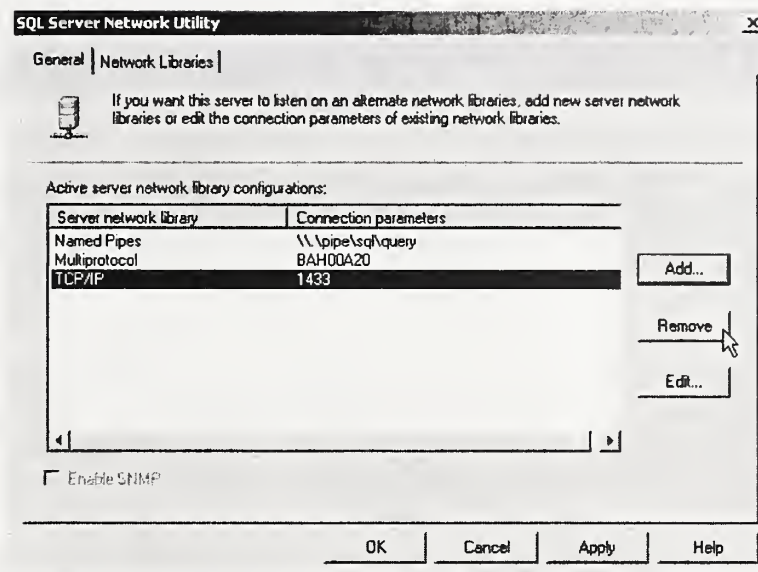 SQL Server Network Utility
General Network Libraries
If you want this server to listen on an alternate network libraries, add new server network
libraries or edit the connection parameters of existing network libraries.
Active server network library configurations:
Server network library Connection parameters
Named Pipes \\.\pipe\sql\query
Multiprotocol BAH00A20
TCP/IP 1433
Add...
Remove
Edit...
Enable SNMP
OK Cancel Apply Help